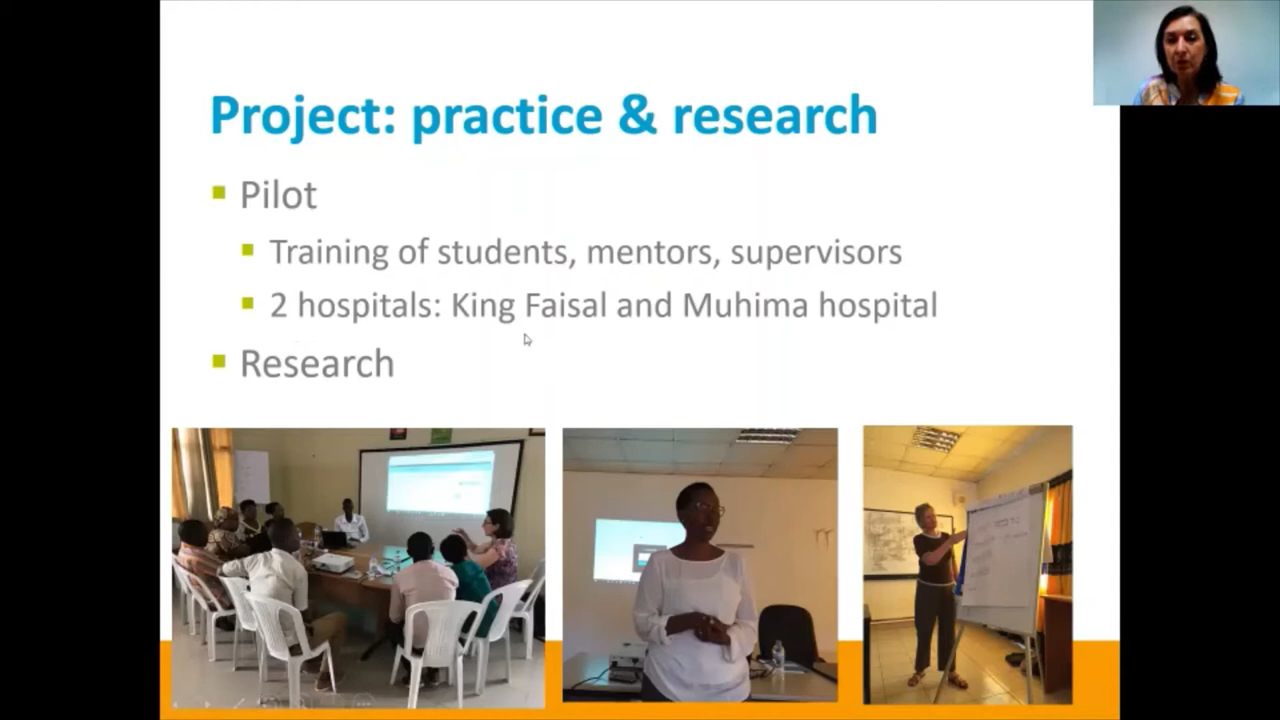 Project: practice & research
Pilot
Training of students, mentors, supervisors
2 hospitals: King Faisal and Muhima hospital
Research